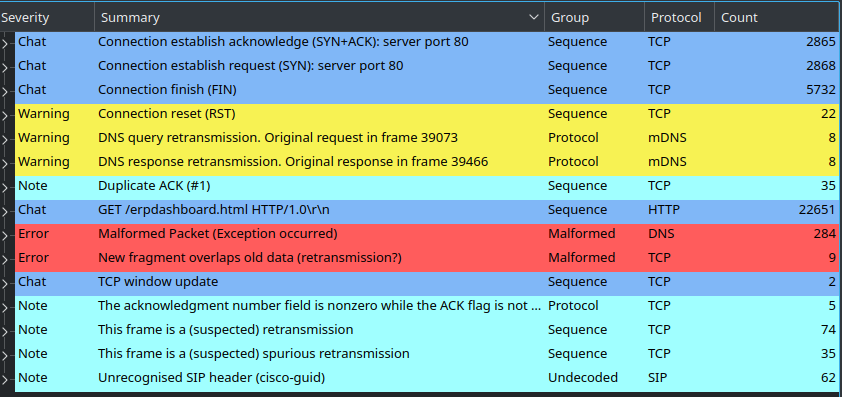 Severity Summary Group Protocol Count
Chat Connection establish acknowledge (SYN+ACK): server port 80 Sequence TCP 2865
Chat Connection establish request (SYN): server port 80 Sequence TCP 2868
Chat Connection finish (FIN) Sequence TCP 5732
Warning Connection reset (RST) Sequence TCP 22
Warning DNS query retransmission. Original request in frame 39073 Protocol mDNS 8
Warning DNS response retransmission. Original response in frame 39466 Protocol mDNS 8
Note Duplicate ACK (#1) Sequence TCP 35
Chat GET /erpdashboard.html HTTP/1.0\r\n Sequence HTTP 22651
Error Malformed Packet (Exception occurred) Malformed DNS 284
Error New fragment overlaps old data (retransmission?) Malformed TCP 9
Chat TCP window update Sequence TCP 2
Note The acknowledgment number field is nonzero while the ACK flag is not ... Protocol TCP 5
Note This frame is a (suspected) retransmission Sequence TCP 74
Note This frame is a (suspected) spurious retransmission Sequence TCP 35
Note Unrecognised SIP header (cisco-guid) Undecoded SIP 62